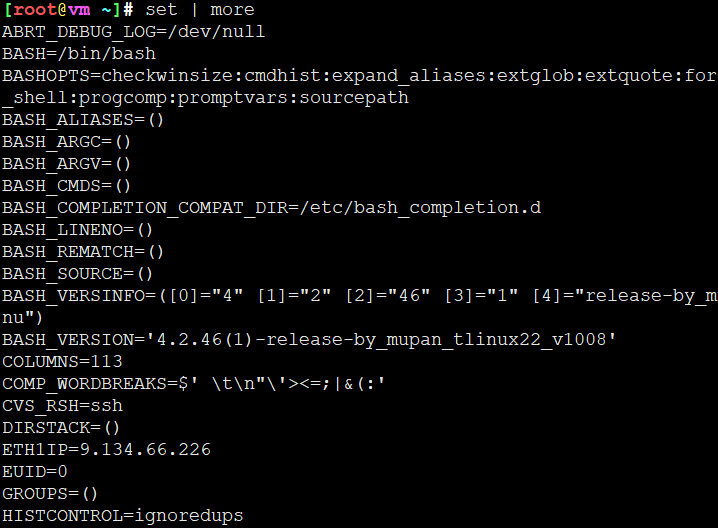 [root@vm ~]# set | more
ABRT_DEBUG_LOG=/dev/null
BASH=/bin/bash
BASHOPTS=checkwinsize:cmdhist:expand_aliases:extglob:extquote:for
_shell:progcomp:promptvars:sourcepath
BASH_ALIASES=()
BASH_ARGC=()
BASH_ARGV=()
BASH_CMDS=()
BASH_COMPLETION_COMPAT_DIR=/etc/bash_completion.d
BASH_LINENO=()
BASH_REMATCH=()
BASH_SOURCE=()
BASH_VERSINFO=([0]="4" [1]="2" [2]="46" [3]="1" [4]="release-by_m
nu")
BASH_VERSION='4.2.46(1)-release-by_mupan_tlinux22_v1008'
COLUMNS=113
COMP_WORDBREAKS=$' \t\n"\'><=;|&(:'
CVS_RSH=ssh
DIRSTACK=()
ETH1IP=9.134.66.226
EUID=0
GROUPS=()
HISTCONTROL=ignoredups